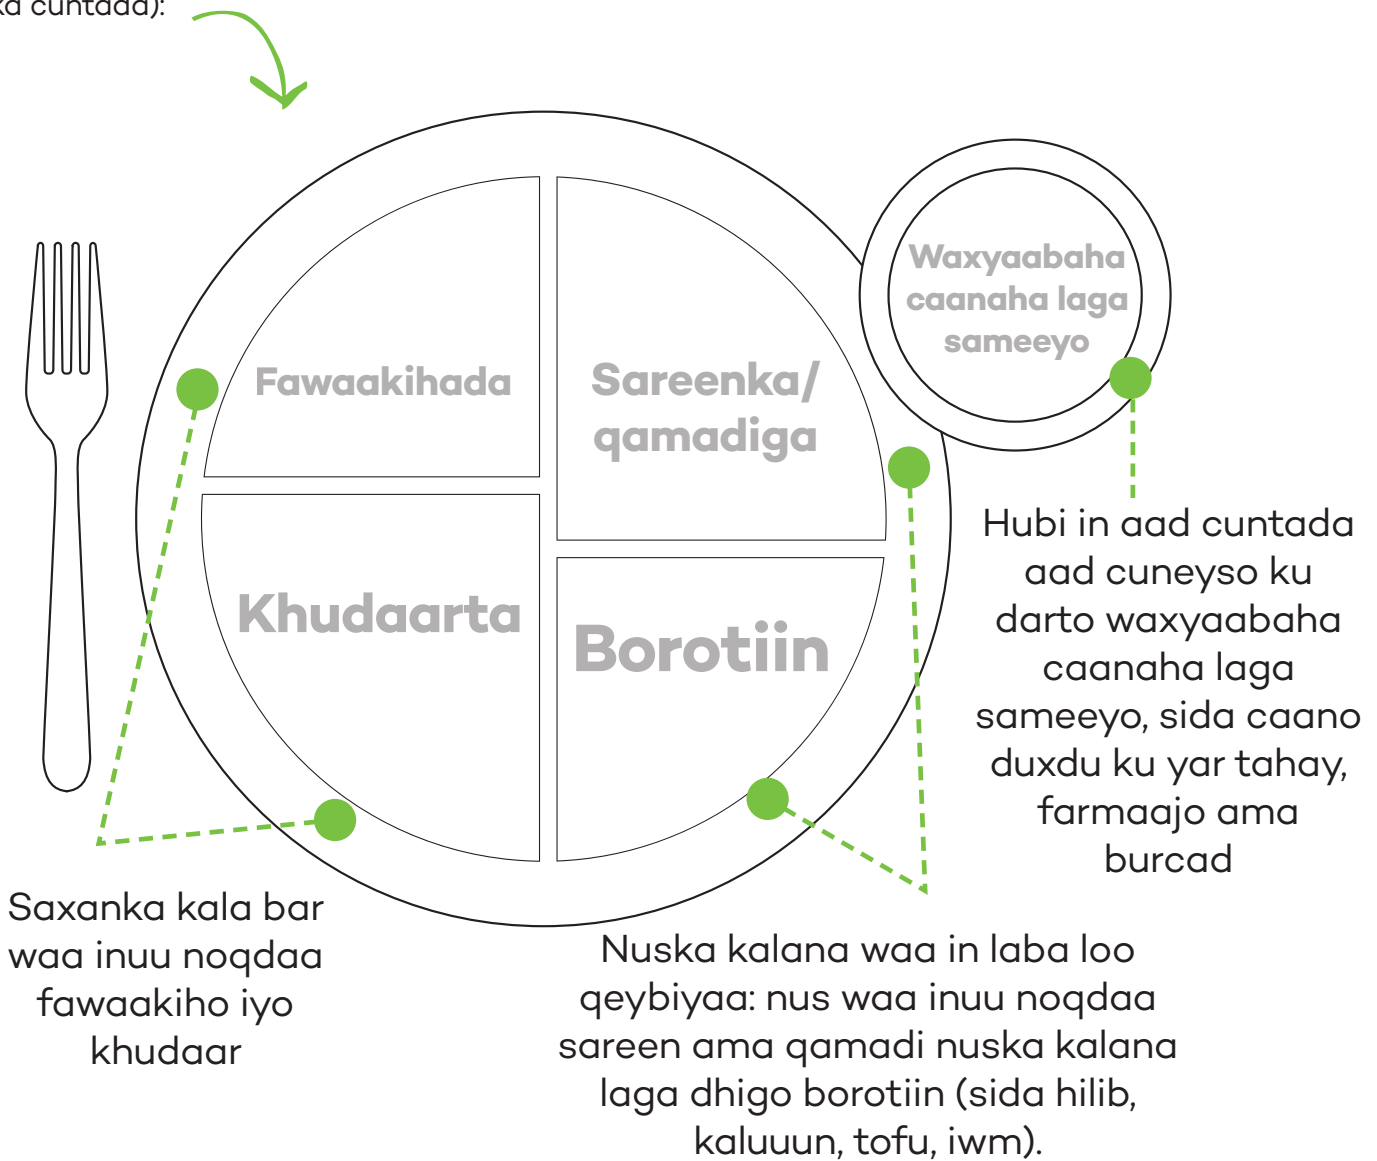 ka cuntada):
Fawaakihada
Sareenka/
qamadiga
Waxyaabaha
caanaha laga
sameeyo
Khudaarta
Borotiin
Hubi in aad cuntada
aad cuneyso ku
darto waxyaabaha
caanaha laga
sameeyo, sida caano
duxdu ku yar tahay,
farmaajo ama
burcad
Saxanka kala bar
waa inuu noqdaa
fawaakiho iyo
khudaar
Nuska kalana waa in laba loo
qeybiyaa: nus waa inuu noqdaa
sareen ama qamadi nuska kalana
laga dhigo borotiin (sida hilib,
kaluuun, tofu, iwm).